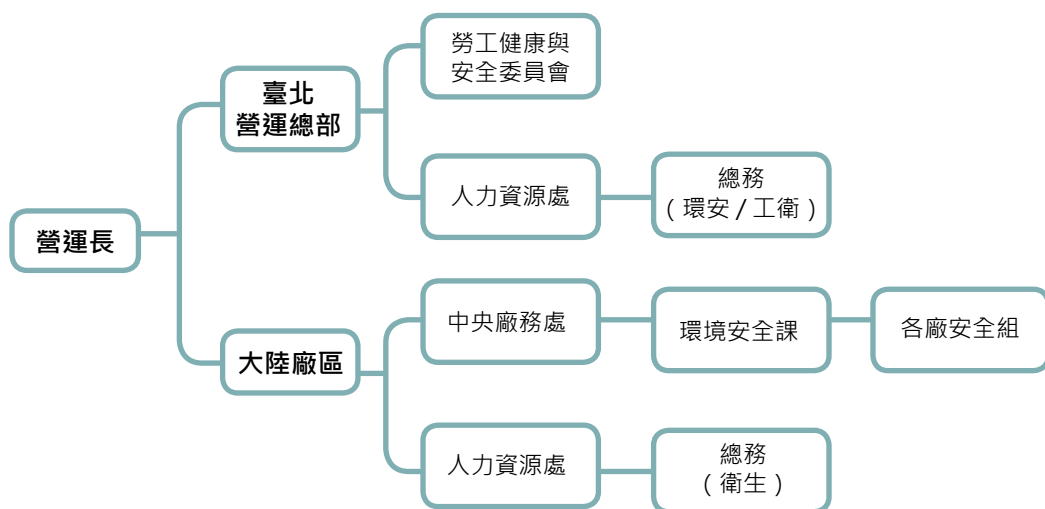 勞工健康與
安全委員會
臺北
營運總部
人力資源處
總務
( 環安 / 工衛 )
營運長
中央廠務處
環境安全課
各廠安全組
大陸廠區
人力資源處
總務
( 衛生 )